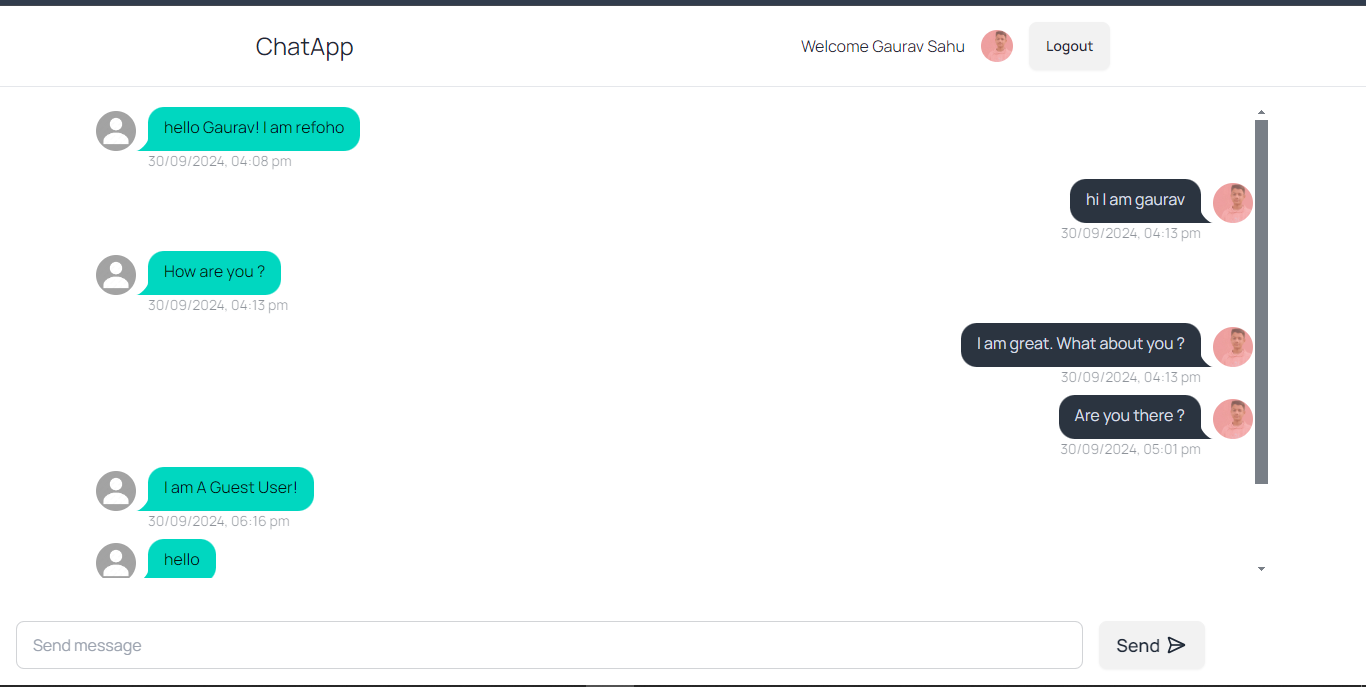 ChatApp
Welcome Gaurav Sahu
Logout
hello Gaurav! I am refoho
30/09/2024, 04:08 pm
hi I am gaurav
30/09/2024, 04:13 pm
How are you ?
30/09/2024, 04:13 pm
I am great. What about you ?
30/09/2024, 04:13 pm
Are you there ?
30/09/2024, 05:01 pm
I am A Guest User!
30/09/2024, 06:16 pm
hello
Send message
Send